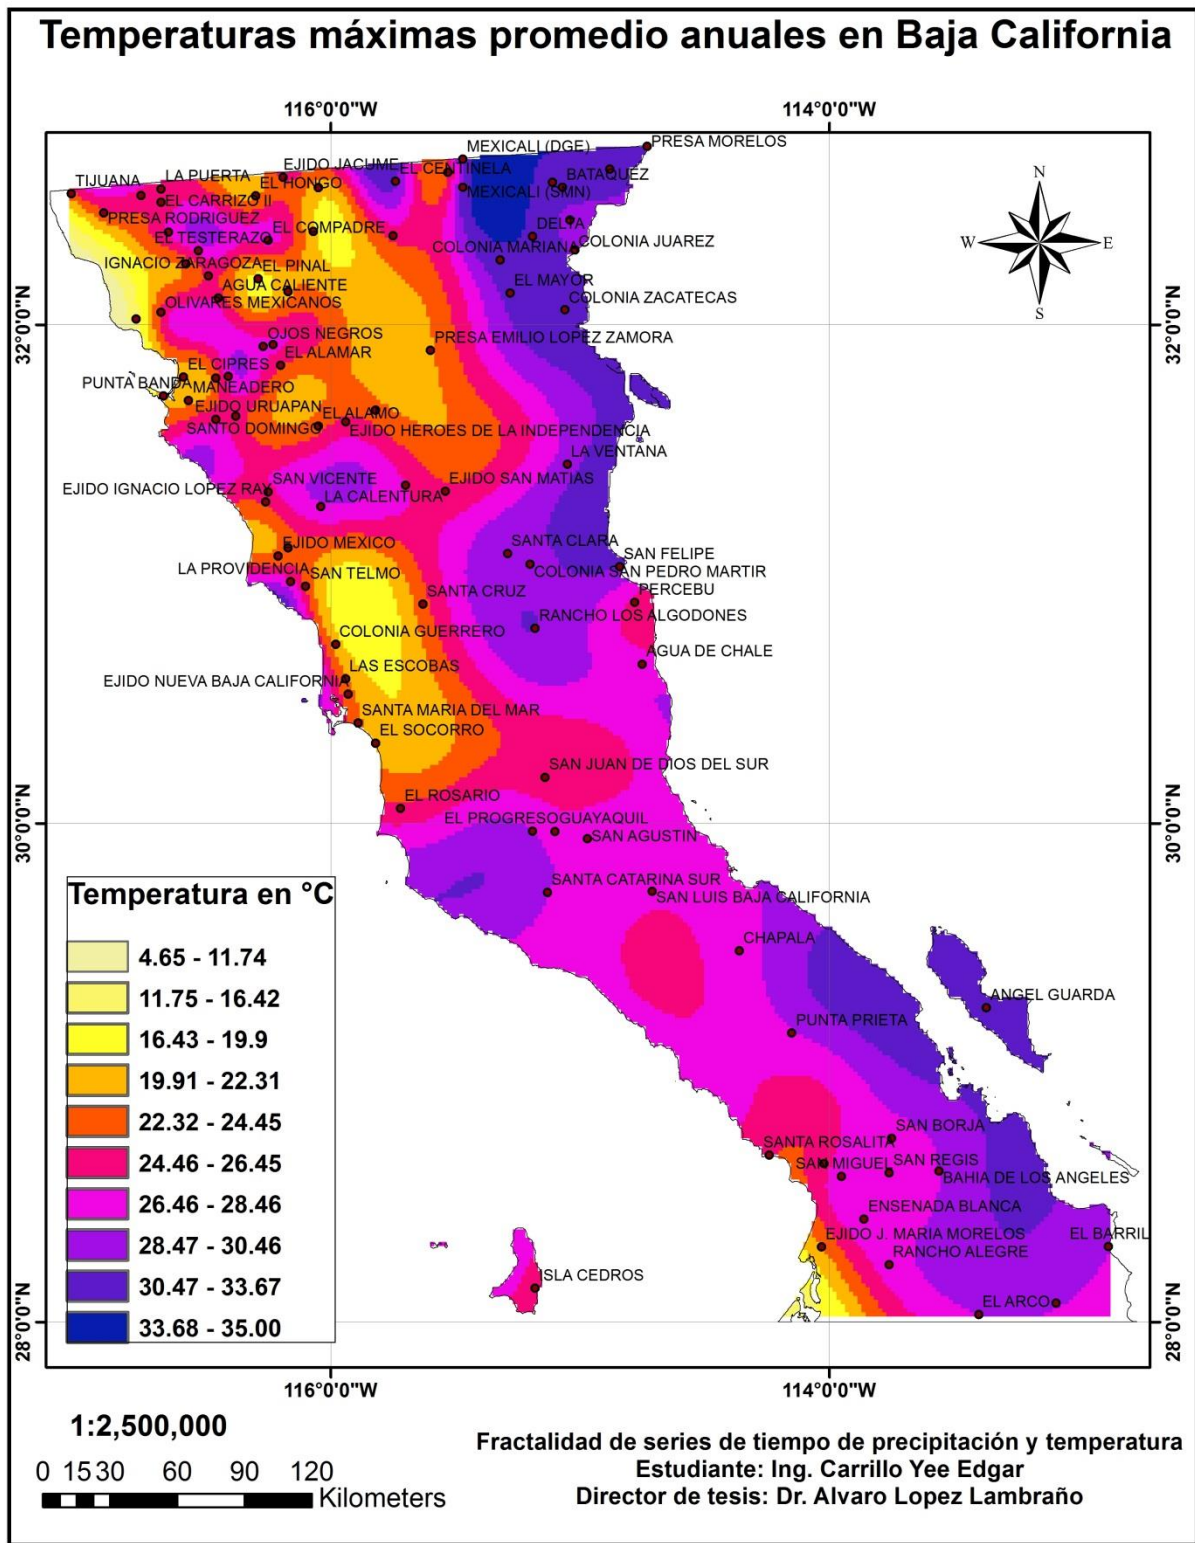 Temperaturas máximas promedio anuales en Baja California
116°0'0"W
114°0'0"W
MEXICALI (DGE)
PRESA MORELOS
EJIDO JACUME
EL CENTINELA
LA PUERTA
BATAQUEZ
TIJUANA
EL HONGO
MEXICALI (SMN)
EL CARRIZO II
PRESA RODRIGUEZ
DELTA
EL COMPADRE
EL TESTERAZO
COLONIA MARIANA
COLONIA JUAREZ
IGNACIO ZARAGOZA
EL PINAL
EL MAYOR
AGUA CALIENTE
COLONIA ZACATECAS
OLIVARES MEXICANOS
OJOS NEGROS
PRESA EMILIO LOPEZ ZAMORA
EL ALAMAR
EL CIPRES
PUNTA BANDA
MANEADERO
EJIDO URUAPAN
EL ALAMO
SANTO DOMINGO
EJIDO HEROES DE LA INDEPENDENCIA
LA VENTANA
SAN VICENTE
EJIDO SAN MATIAS
EJIDO IGNACIO LOPEZ RAY
LA CALENTURA
EJIDO MEXICO
SANTA CLARA
SAN FELIPE
LA PROVIDENCIA
SAN TELMO
COLONIA SAN PEDRO MARTIR
SANTA CRUZ
PERCEBU
RANCHO LOS ALGODONES
COLONIA GUERRERO
AGUA DE CHALE
LAS ESCOBAS
EJIDO NUEVA BAJA CALIFORNIA
SANTA MARIA DEL MAR
EL SOCORRO
SAN JUAN DE DIOS DEL SUR
EL ROSARIO
EL PROGRESO
GUAYAQUIL
SAN AGUSTIN
SANTA CATARINA SUR
SAN LUIS BAJA CALIFORNIA
CHAPALA
ANGEL GUARDA
PUNTA PRIETA
SAN BORJA
SANTA ROSALITA
SAN MIGUEL
SAN REGIS
BAHIA DE LOS ANGELES
ENSENADA BLANCA
EJIDO J. MARIA MORELOS
EL BARRIL
RANCHO ALEGRE
ISLA CEDROS
EL ARCO
N
W
E
S
32°0'0"N
32°0'0"N
30°0'0"N
30°0'0"N
28°0'0"N
28°0'0"N
Temperatura en °C
4.65 - 11.74
11.75 - 16.42
16.43 - 19.9
19.91 - 22.31
22.32 - 24.45
24.46 - 26.45
26.46 - 28.46
28.47 - 30.46
30.47 - 33.67
33.68 - 35.00
116°0'0"W
114°0'0"W
1:2,500,000
0 15 30 60 90 120
Kilometers
Fractalidad de series de tiempo de precipitación y temperatura
Estudiante: Ing. Carrillo Yee Edgar
Director de tesis: Dr. Alvaro Lopez Lambraño